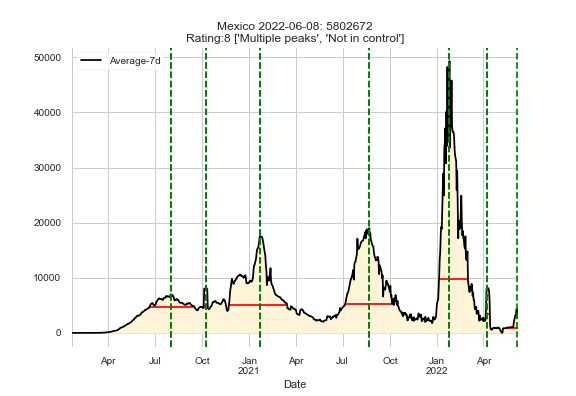 Mexico 2022-06-08: 5802672
Rating:8 ['Multiple peaks', 'Not in control']
Average-7d
50000
40000
30000
20000
10000
0
Apr Jul Oct Jan Apr Jul Oct Jan Apr
2021 2022
Date